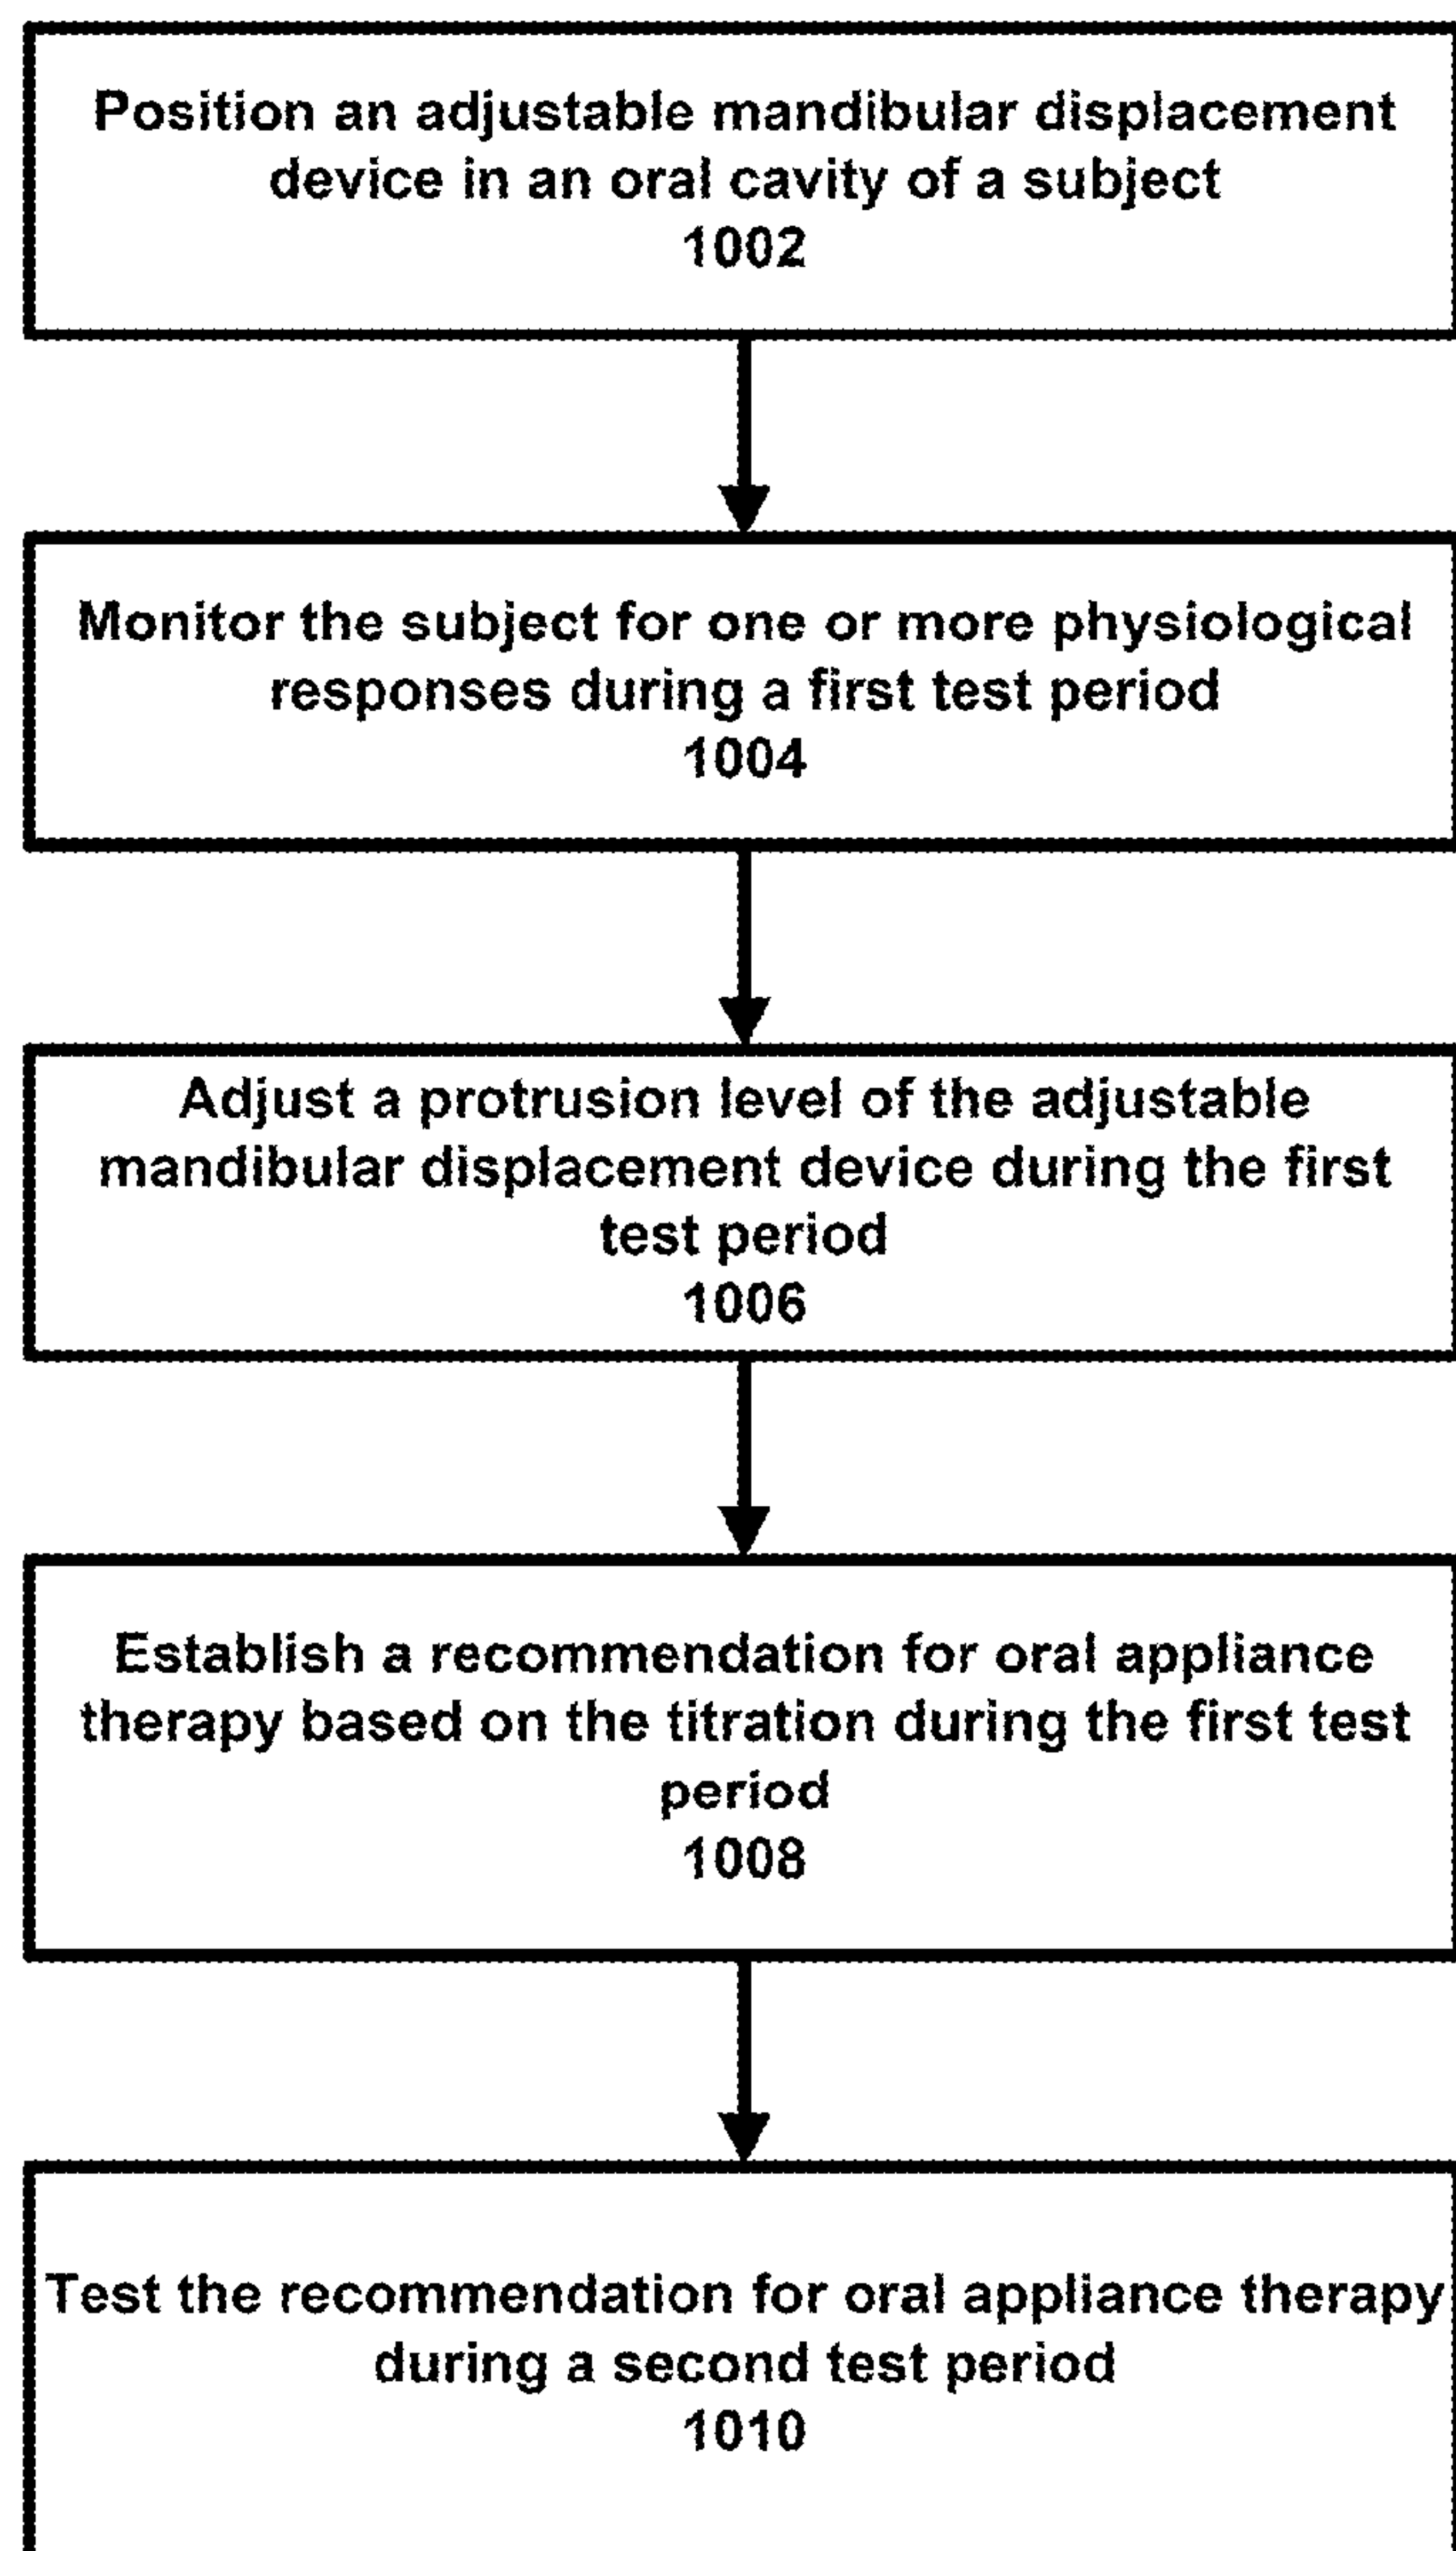 Position an adjustable mandibular displacement
device in an oral cavity of a subject
1002
Monitor the subject for one or more physiological
responses during a first test period
1004
Adjust a protrusion level of the adjustable
mandibular displacement device during the first
test period
1006
Establish a recommendation for oral appliance
therapy based on the titration during the first test
period
1008
Test the recommendation for oral appliance therapy
during a second test period
1010